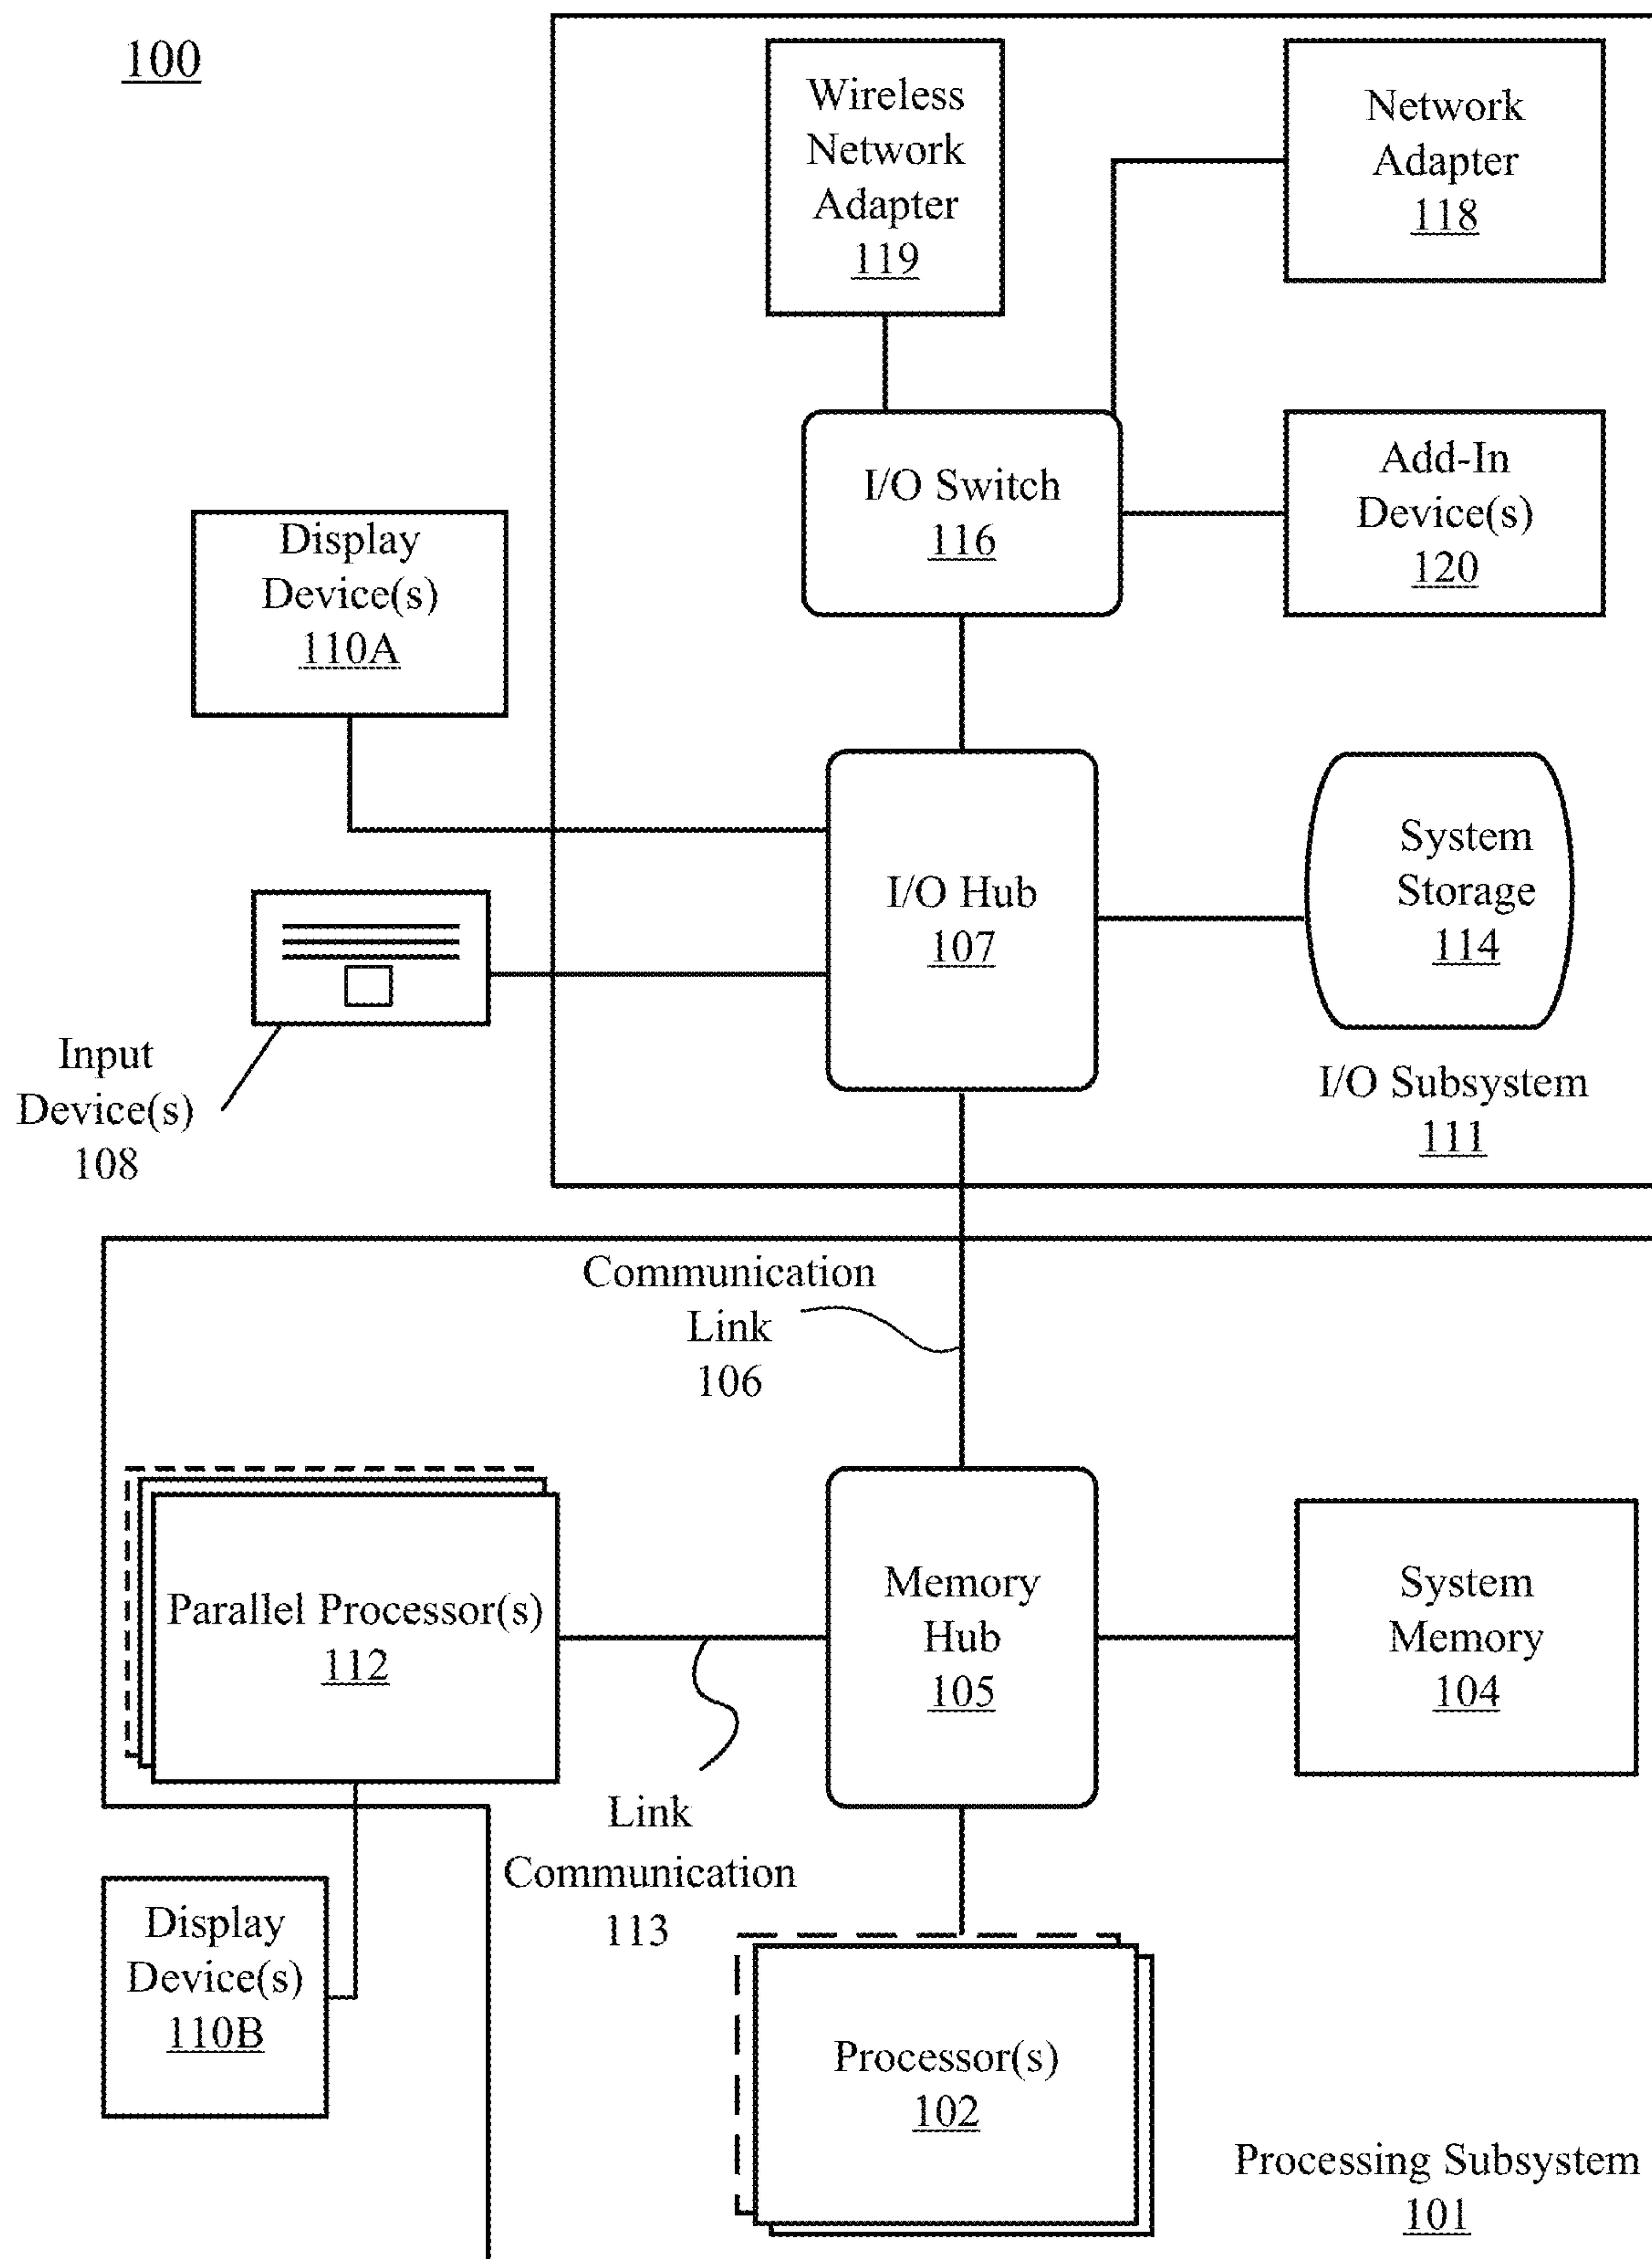 100
Wireless
Network
Adapter
119
Network
Adapter
118
I/O Switch
116
Add-In
Device(s)
120
Display
Device(s)
110A
I/O Hub
107
System
Storage
114
Input
Device(s)
108
I/O Subsystem
111
Communication
Link
106
Parallel Processor(s)
112
Memory
Hub
105
System
Memory
104
Link
Communication
113
Display
Device(s)
110B
Processor(s)
102
Processing Subsystem
101